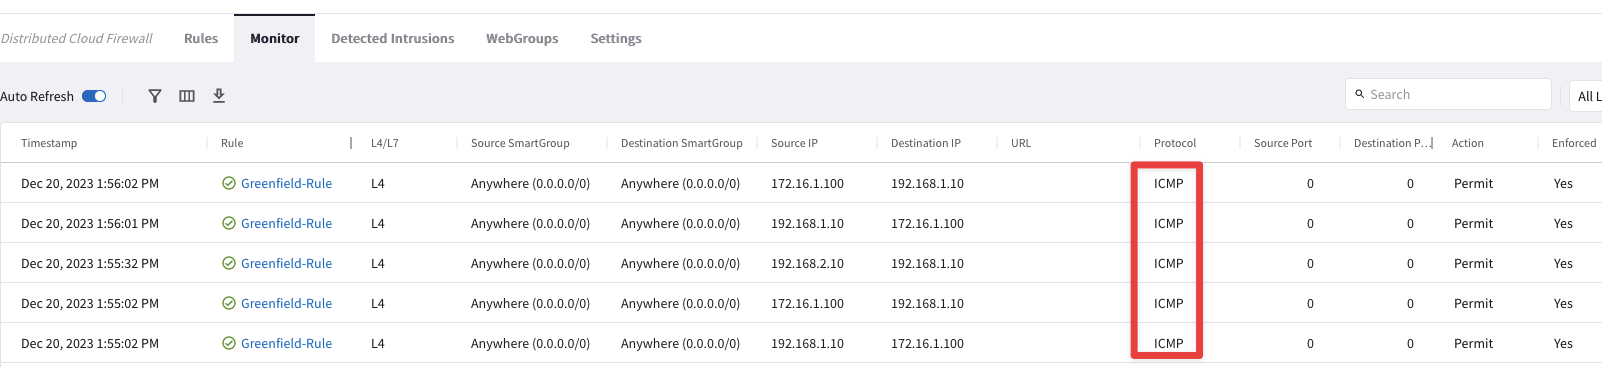 Distributed Cloud Firewall Rules Monitor Detected Intrusions WebGroups Settings
Auto Refresh Search All L
Timestamp Rule L4/L7 Source SmartGroup Destination SmartGroup Source IP Destination IP URL Protocol Source Port Destination P... Action Enforced
Dec 20, 2023 1:56:02 PM Greenfield-Rule L4 Anywhere (0.0.0.0/0) Anywhere (0.0.0.0/0) 172.16.1.100 192.168.1.10 ICMP 0 0 Permit Yes
Dec 20, 2023 1:56:01 PM Greenfield-Rule L4 Anywhere (0.0.0.0/0) Anywhere (0.0.0.0/0) 192.168.1.10 172.16.1.100 ICMP 0 0 Permit Yes
Dec 20, 2023 1:55:32 PM Greenfield-Rule L4 Anywhere (0.0.0.0/0) Anywhere (0.0.0.0/0) 192.168.2.10 192.168.1.10 ICMP 0 0 Permit Yes
Dec 20, 2023 1:55:02 PM Greenfield-Rule L4 Anywhere (0.0.0.0/0) Anywhere (0.0.0.0/0) 172.16.1.100 192.168.1.10 ICMP 0 0 Permit Yes
Dec 20, 2023 1:55:02 PM Greenfield-Rule L4 Anywhere (0.0.0.0/0) Anywhere (0.0.0.0/0) 192.168.1.10 172.16.1.100 ICMP 0 0 Permit Yes